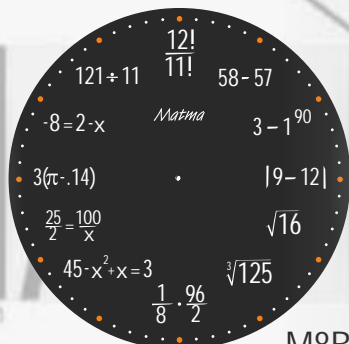 12!
11!
121÷11
58-57
-8=2-x
Matma
3-1⁹⁰
3(π-.14)
|9-12|
25/2=100/x
√16
45-x²+x=3
∛125
1/8·96/2